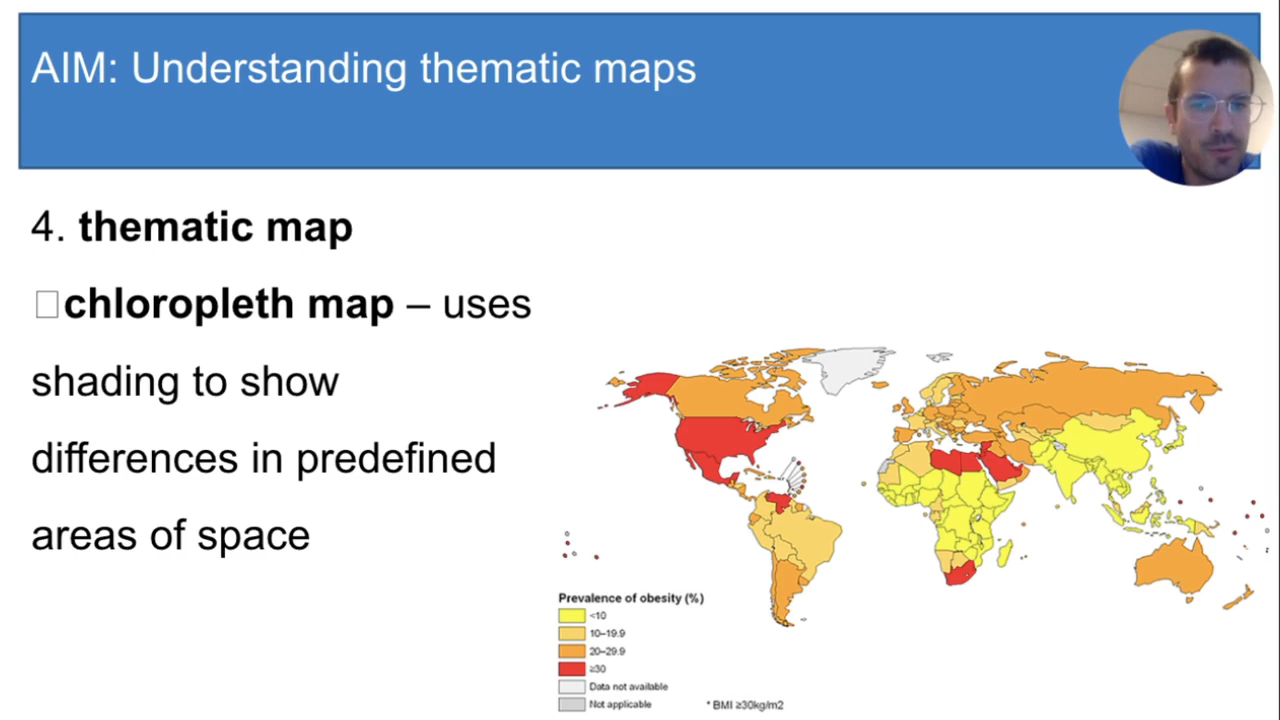 AIM: Understanding thematic maps
4. thematic map
chloropleth map – uses
shading to show
differences in predefined
areas of space
Prevalence of obesity (%)
<10
10–19.9
20–29.9
≥30
Data not available
Not applicable
* BMI ≥30kg/m2